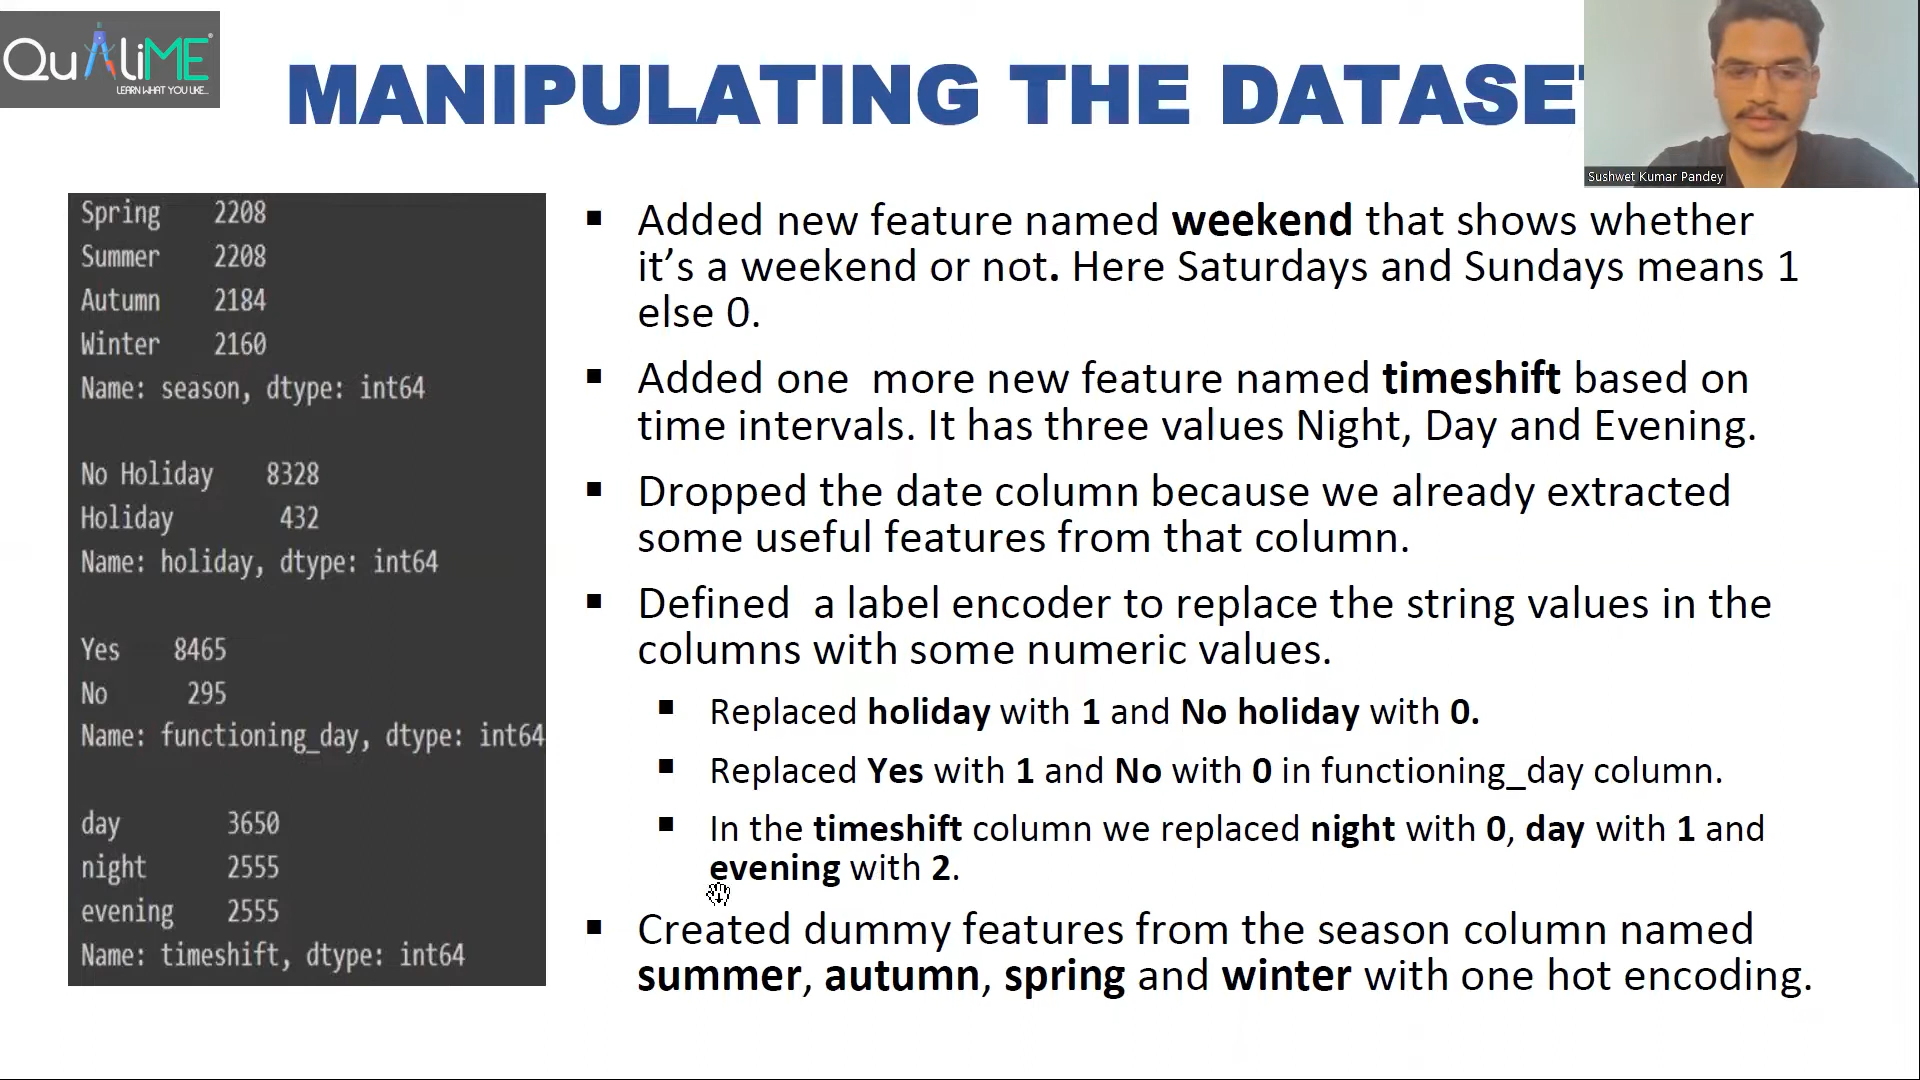 QuAliME
LEARN WHAT YOU LIKE...
MANIPULATING THE DATASE
Sushwet Kumar Pandey
Spring 2208
Summer 2208
Autumn 2184
Winter 2160
Name: season, dtype: int64
No Holiday 8328
Holiday 432
Name: holiday, dtype: int64
Yes 8465
No 295
Name: functioning_day, dtype: int64
day 3650
night 2555
evening 2555
Name: timeshift, dtype: int64
▪ Added new feature named weekend that shows whether
it’s a weekend or not. Here Saturdays and Sundays means 1
else 0.
▪ Added one more new feature named timeshift based on
time intervals. It has three values Night, Day and Evening.
▪ Dropped the date column because we already extracted
some useful features from that column.
▪ Defined a label encoder to replace the string values in the
columns with some numeric values.
▪ Replaced holiday with 1 and No holiday with 0.
▪ Replaced Yes with 1 and No with 0 in functioning_day column.
▪ In the timeshift column we replaced night with 0, day with 1 and
evening with 2.
▪ Created dummy features from the season column named
summer, autumn, spring and winter with one hot encoding.